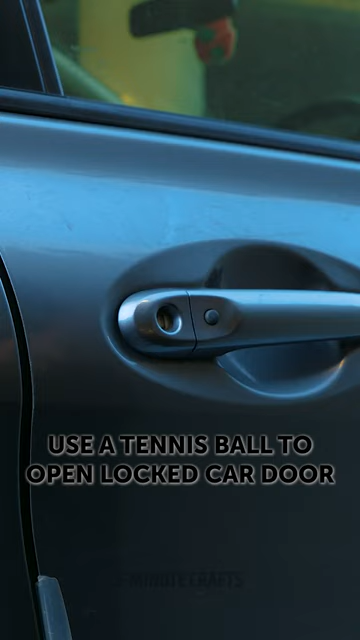 USE A TENNIS BALL TO
OPEN LOCKED CAR DOOR
5-MINUTE CRAFTS